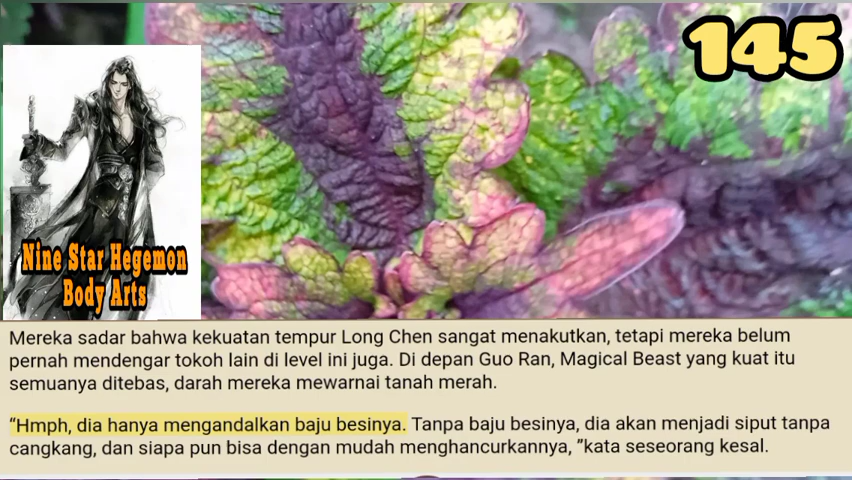 145
Nine Star Hegemon
Body Arts
Mereka sadar bahwa kekuatan tempur Long Chen sangat menakutkan, tetapi mereka belum
pernah mendengar tokoh lain di level ini juga. Di depan Guo Ran, Magical Beast yang kuat itu
semuanya ditebas, darah mereka mewarnai tanah merah.
“Hmph, dia hanya mengandalkan baju besinya. Tanpa baju besinya, dia akan menjadi siput tanpa
cangkang, dan siapa pun bisa dengan mudah menghancurkannya, ”kata seseorang kesal.